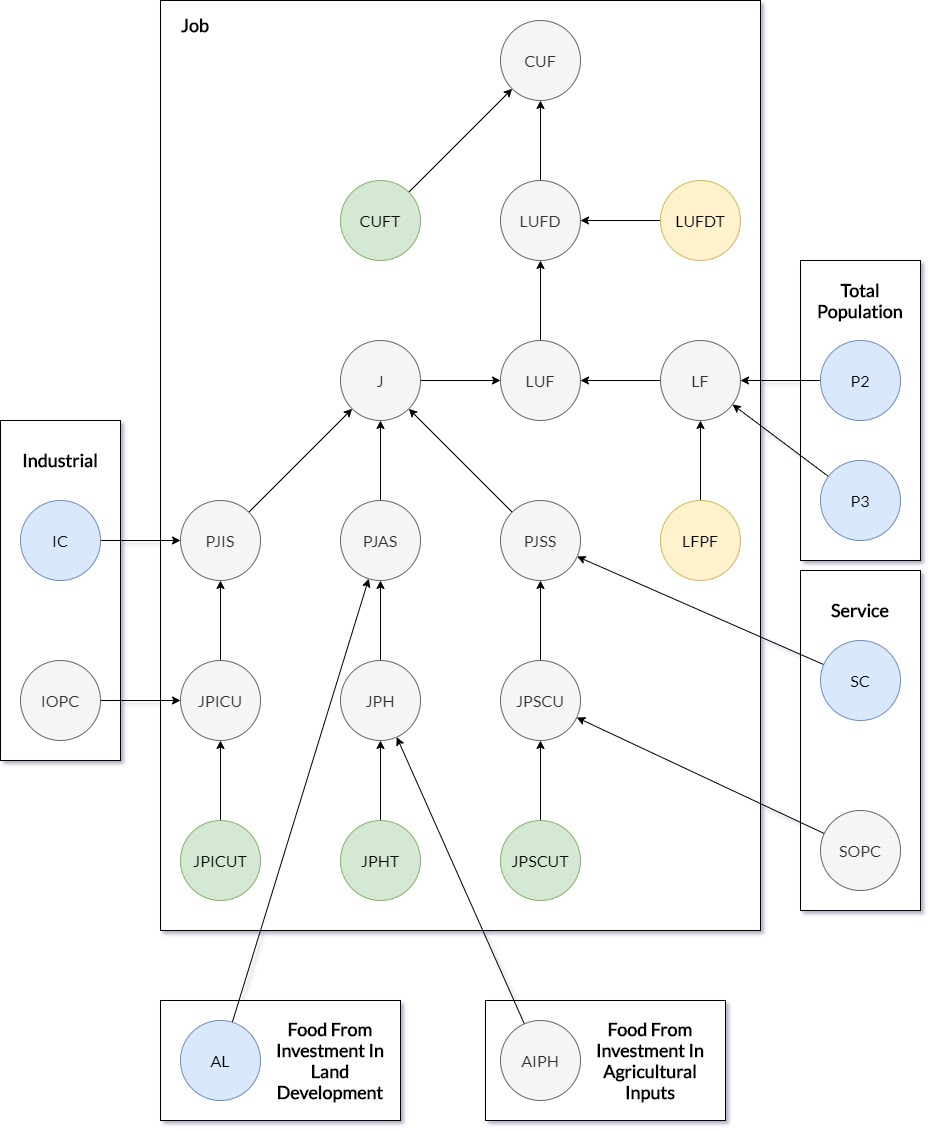 Job
CUF
CUFT
LUFD
LUFDT
Total
Population
J
LUF
LF
P2
Industrial
P3
IC
PJIS
PJAS
PJSS
LFPF
Service
SC
IOPC
JPICU
JPH
JPSCU
SOPC
JPICUT
JPHT
JPSCUT
AL
Food From
Investment In
Land
Development
AIPH
Food From
Investment In
Agricultural
Inputs